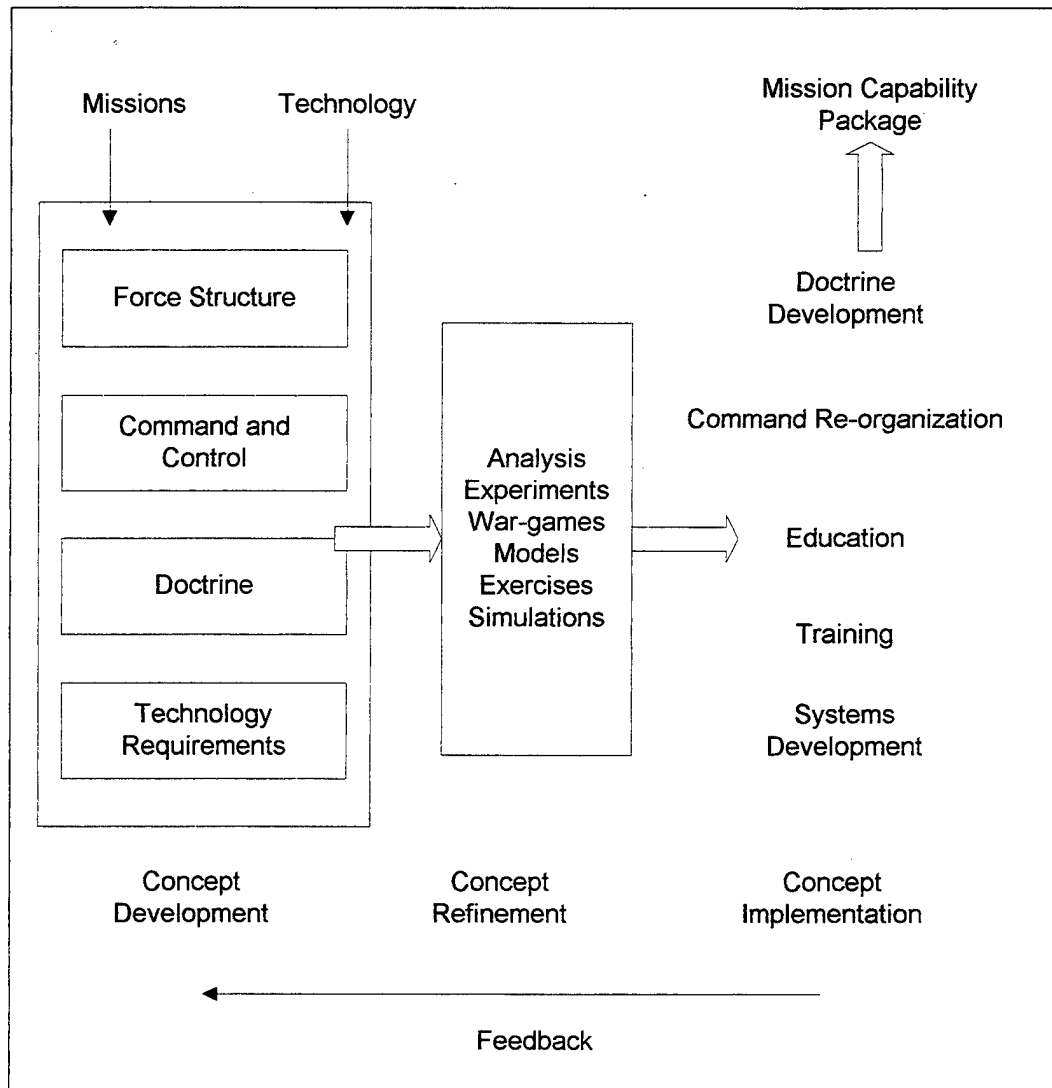 Missions
Technology
Mission Capability
Package
Force Structure
Command and
Control
Doctrine
Technology
Requirements
Analysis
Experiments
War-games
Models
Exercises
Simulations
Doctrine
Development
Command Re-organization
Education
Training
Systems
Development
Concept
Development
Concept
Refinement
Concept
Implementation
Feedback